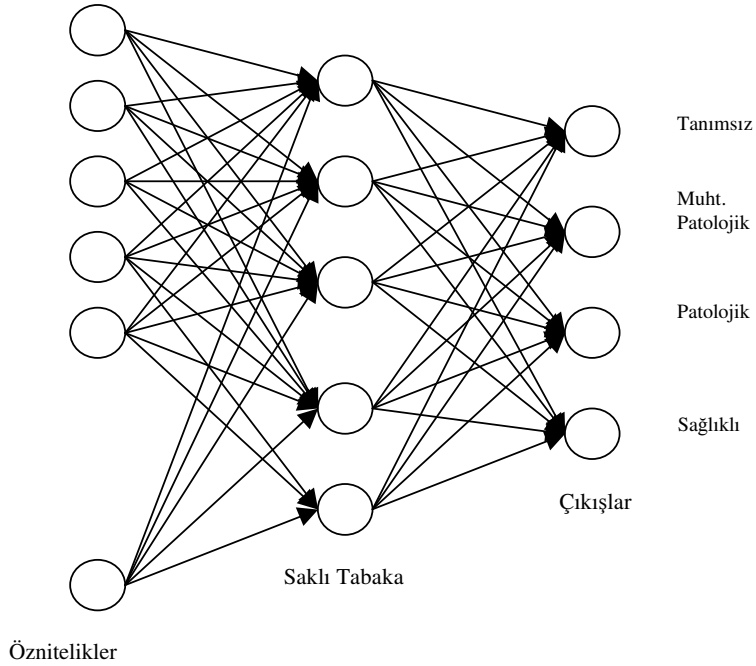 Tanımsız
Muht.
Patolojik
Patolojik
Sağlıklı
Çıkışlar
Saklı Tabaka
Öznitelikler